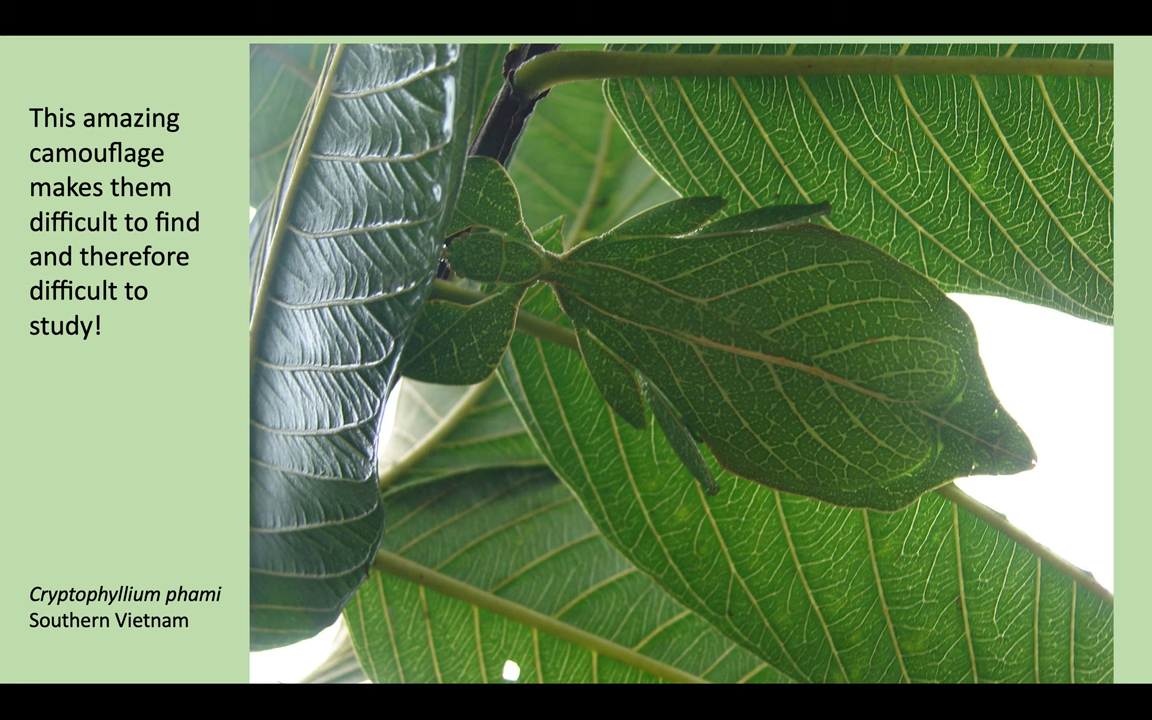 This amazing
camouflage
makes them
difficult to find
and therefore
difficult to
study!
Cryptophyllium phami
Southern Vietnam